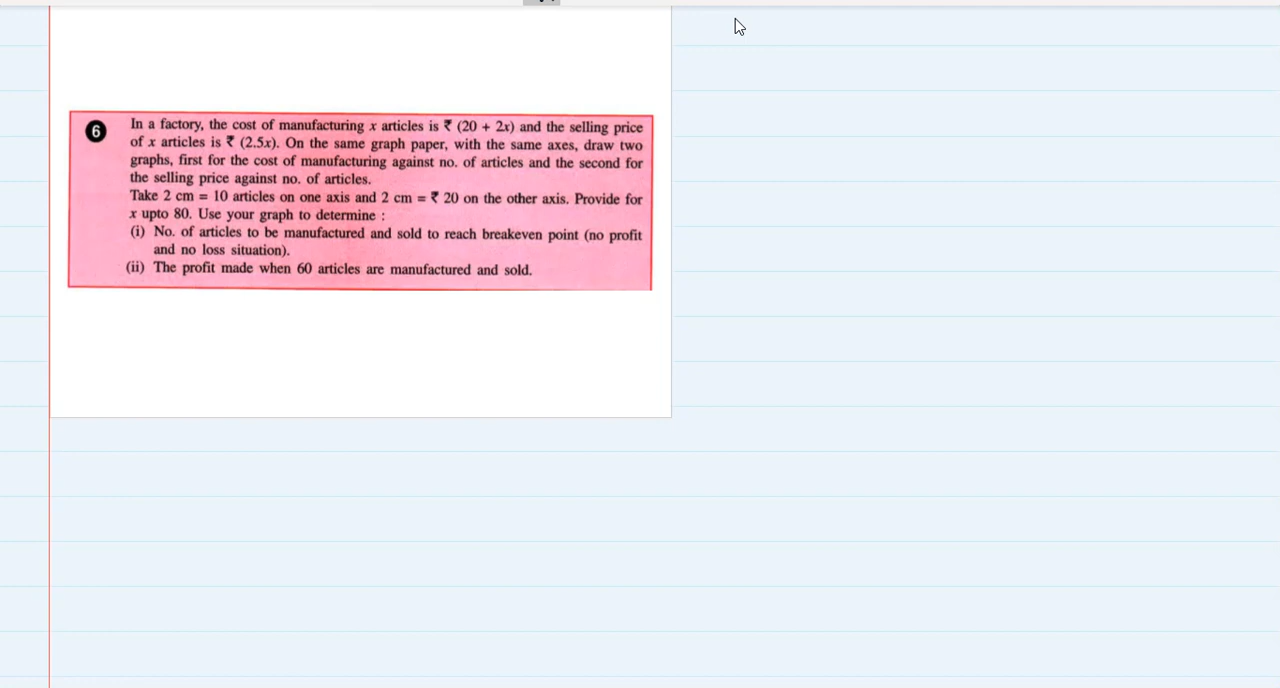 6 In a factory, the cost of manufacturing x articles is ₹ (20 + 2x) and the selling price
of x articles is ₹ (2.5x). On the same graph paper, with the same axes, draw two
graphs, first for the cost of manufacturing against no. of articles and the second for
the selling price against no. of articles.
Take 2 cm = 10 articles on one axis and 2 cm = ₹ 20 on the other axis. Provide for
x upto 80. Use your graph to determine :
(i) No. of articles to be manufactured and sold to reach breakeven point (no profit
and no loss situation).
(ii) The profit made when 60 articles are manufactured and sold.